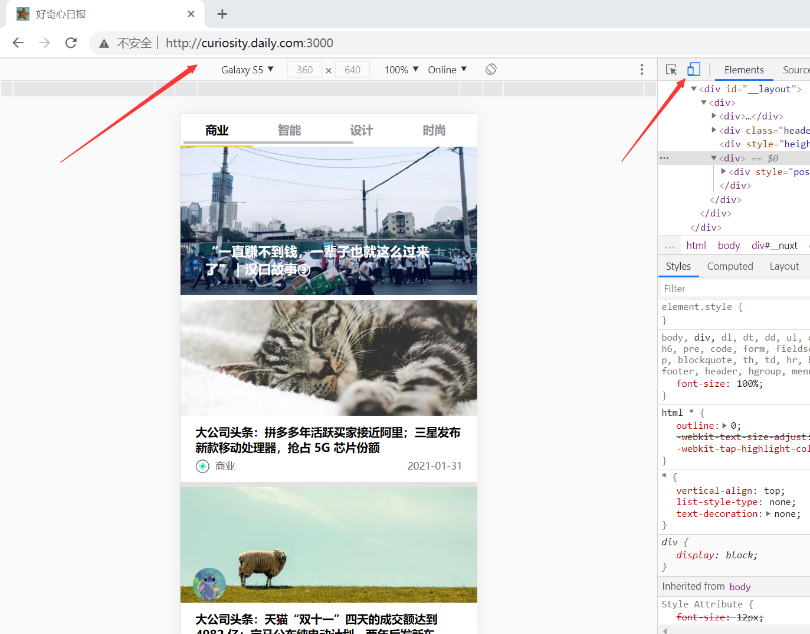 好奇心日报
不安全 | http://curiosity.daily.com:3000
Galaxy S5 ▼ 360 × 640 100% ▼ Online ▼
商业 智能 设计 时尚
“一直赚不到钱，一辈子也就这么过来
了” | 汉口故事③
大公司头条：拼多多年活跃买家接近阿里；三星发布
新款移动处理器，抢占 5G 芯片份额
商业 2021-01-31
大公司头条：天猫“双十一”四天的成交额达到
Elements Source
▼<div id="__layout">
▼<div>
▶<div>…</div>
▶<div class="heade
<div style="heigh
… ▼<div> == $0
▶<div style="pos
</div>
</div>
</div>
</div>
... html body div#__nuxt
Styles Computed Layout
Filter
element.style {
}
body, div, dl, dt, dd, ul,
h6, pre, code, form, fieldse
p, blockquote, th, td, hr,
footer, header, hgroup, menu
font-size: 100%;
}
html * {
outline:▶ 0;
-webkit-text-size-adjust:
-webkit-tap-highlight-col
}
* {
vertical-align: top;
list-style-type: none;
text-decoration:▶ none;
}
div {
display: block;
}
Inherited from body
Style Attribute {
font-size: 12px;